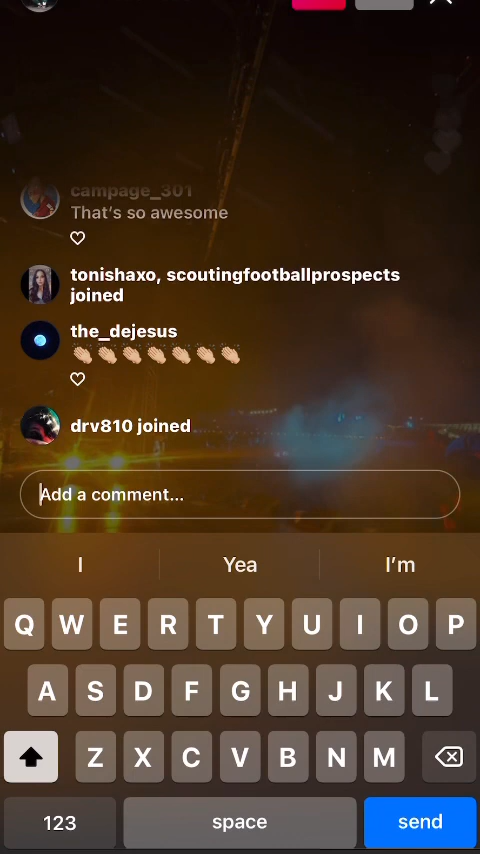 campage_301
That's so awesome
tonishaxo, scoutingfootballprospects
joined
the_dejesus
👏🏼👏🏼👏🏼👏🏼👏🏼👏🏼👏🏼
drv810 joined
Add a comment...
I Yea I'm
Q W E R T Y U I O P
A S D F G H J K L
Z X C V B N M
123 space send